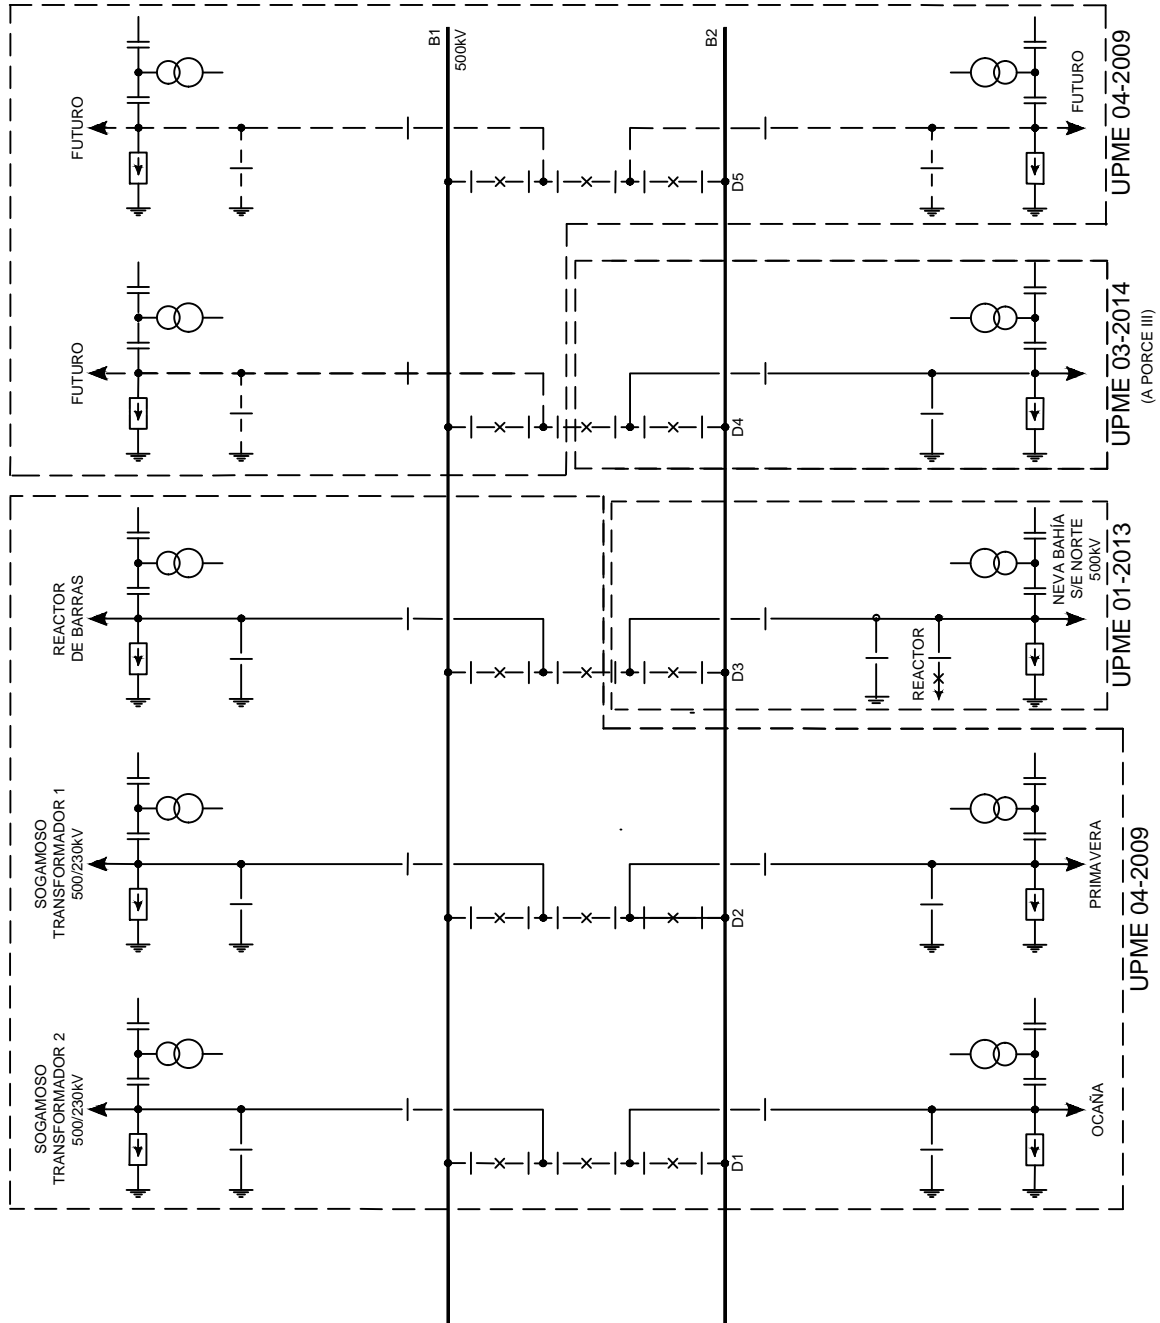 B1
500kV
B2
FUTURO
FUTURO
UPME 04-2009
D5
FUTURO
D4
UPME 03-2014
(A PORCE III)
REACTOR
DE BARRAS
D3
REACTOR
NEVA BAHÍA
S/E NORTE
500kV
UPME 01-2013
SOGAMOSO
TRANSFORMADOR 1
500/230kV
D2
PRIMAVERA
UPME 04-2009
SOGAMOSO
TRANSFORMADOR 2
500/230kV
D1
OCAÑA